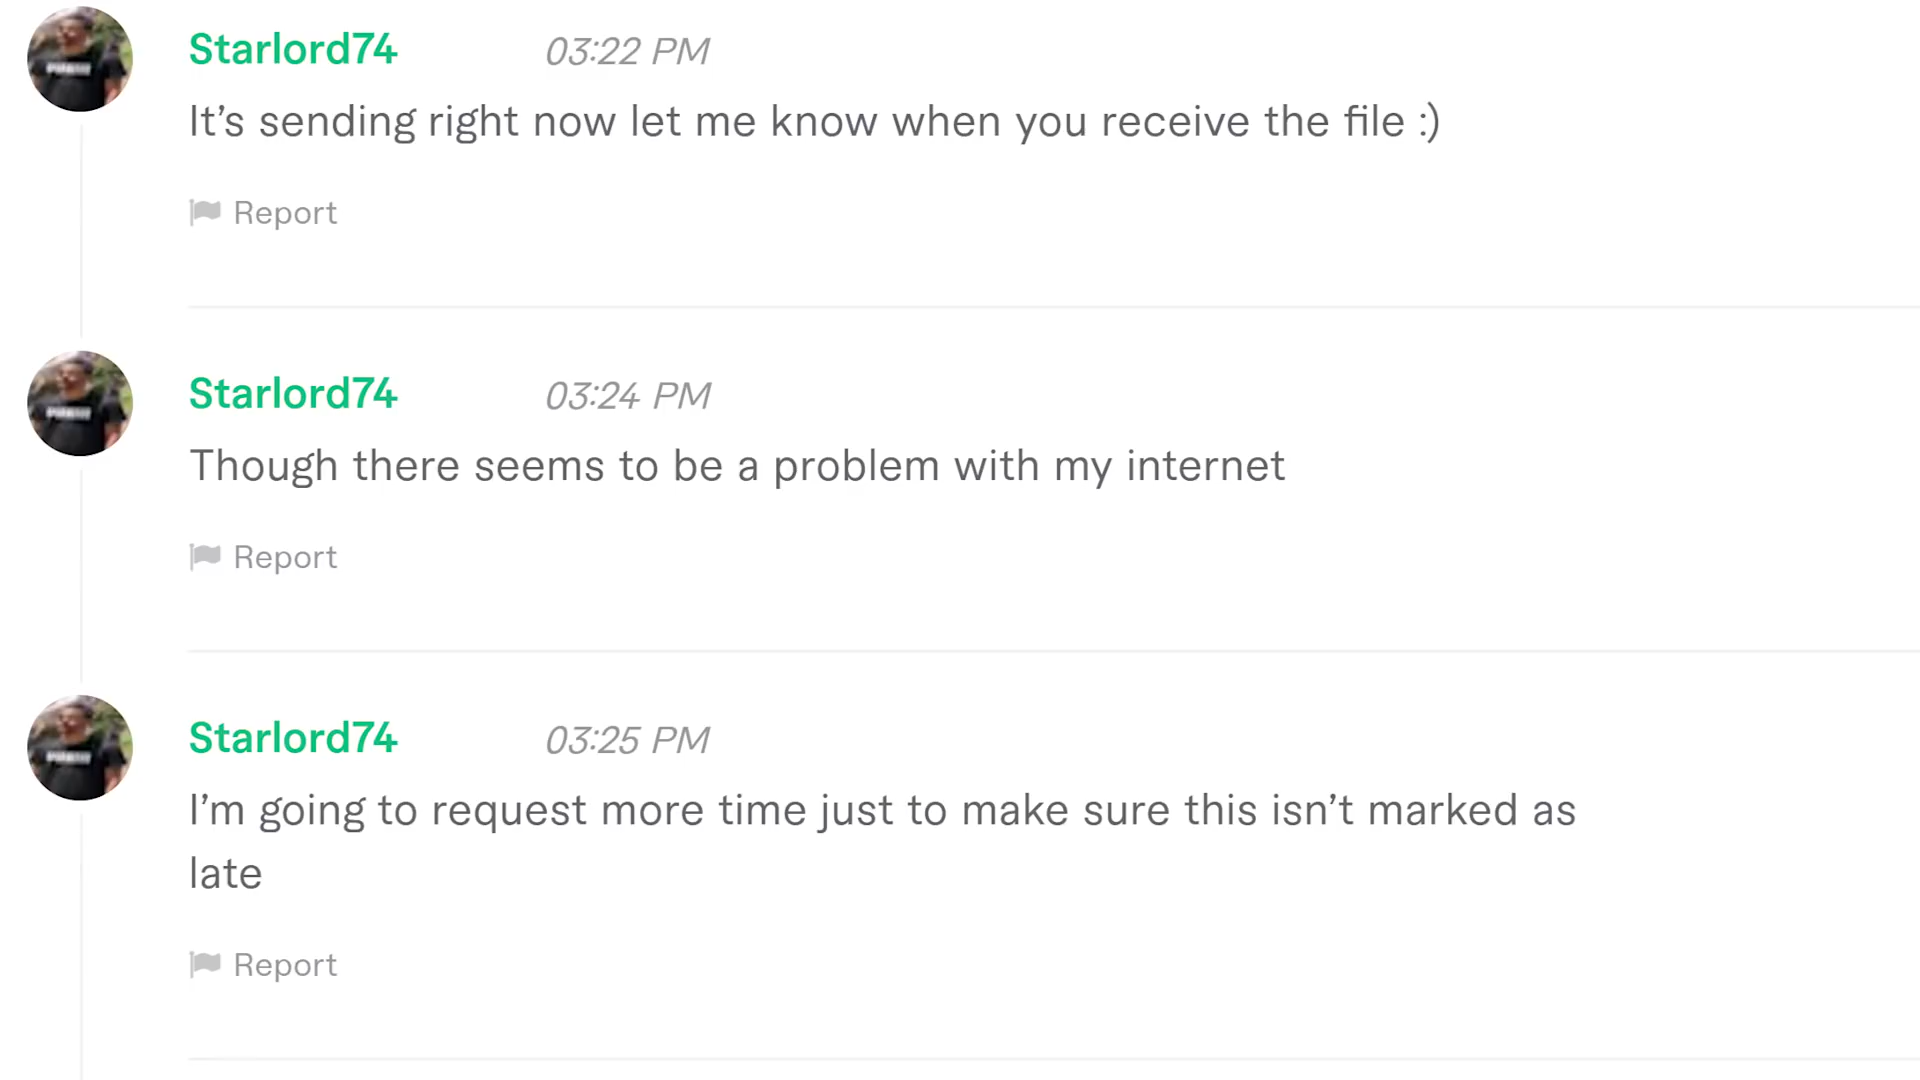 Starlord74 03:22 PM
It's sending right now let me know when you receive the file :)
Report
Starlord74 03:24 PM
Though there seems to be a problem with my internet
Report
Starlord74 03:25 PM
I'm going to request more time just to make sure this isn't marked as
late
Report